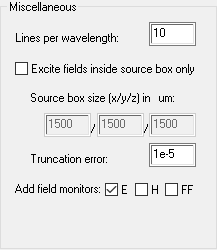 Miscellaneous
Lines per wavelength: 10
Excite fields inside source box only
Source box size (x/y/z) in um:
1500 / 1500 / 1500
Truncation error: 1e-5
Add field monitors: E H FF